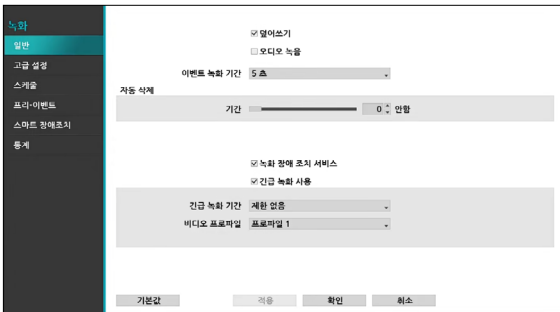 녹화
일반
고급 설정
스케줄
프리-이벤트
스마트 장애조치
통계
덮어쓰기
오디오 녹음
이벤트 녹화 기간 5 초
자동 삭제
기간 0 안함
녹화 장애 조치 서비스
긴급 녹화 사용
긴급 녹화 기간 제한 없음
비디오 프로파일 프로파일 1
기본값 적용 확인 취소